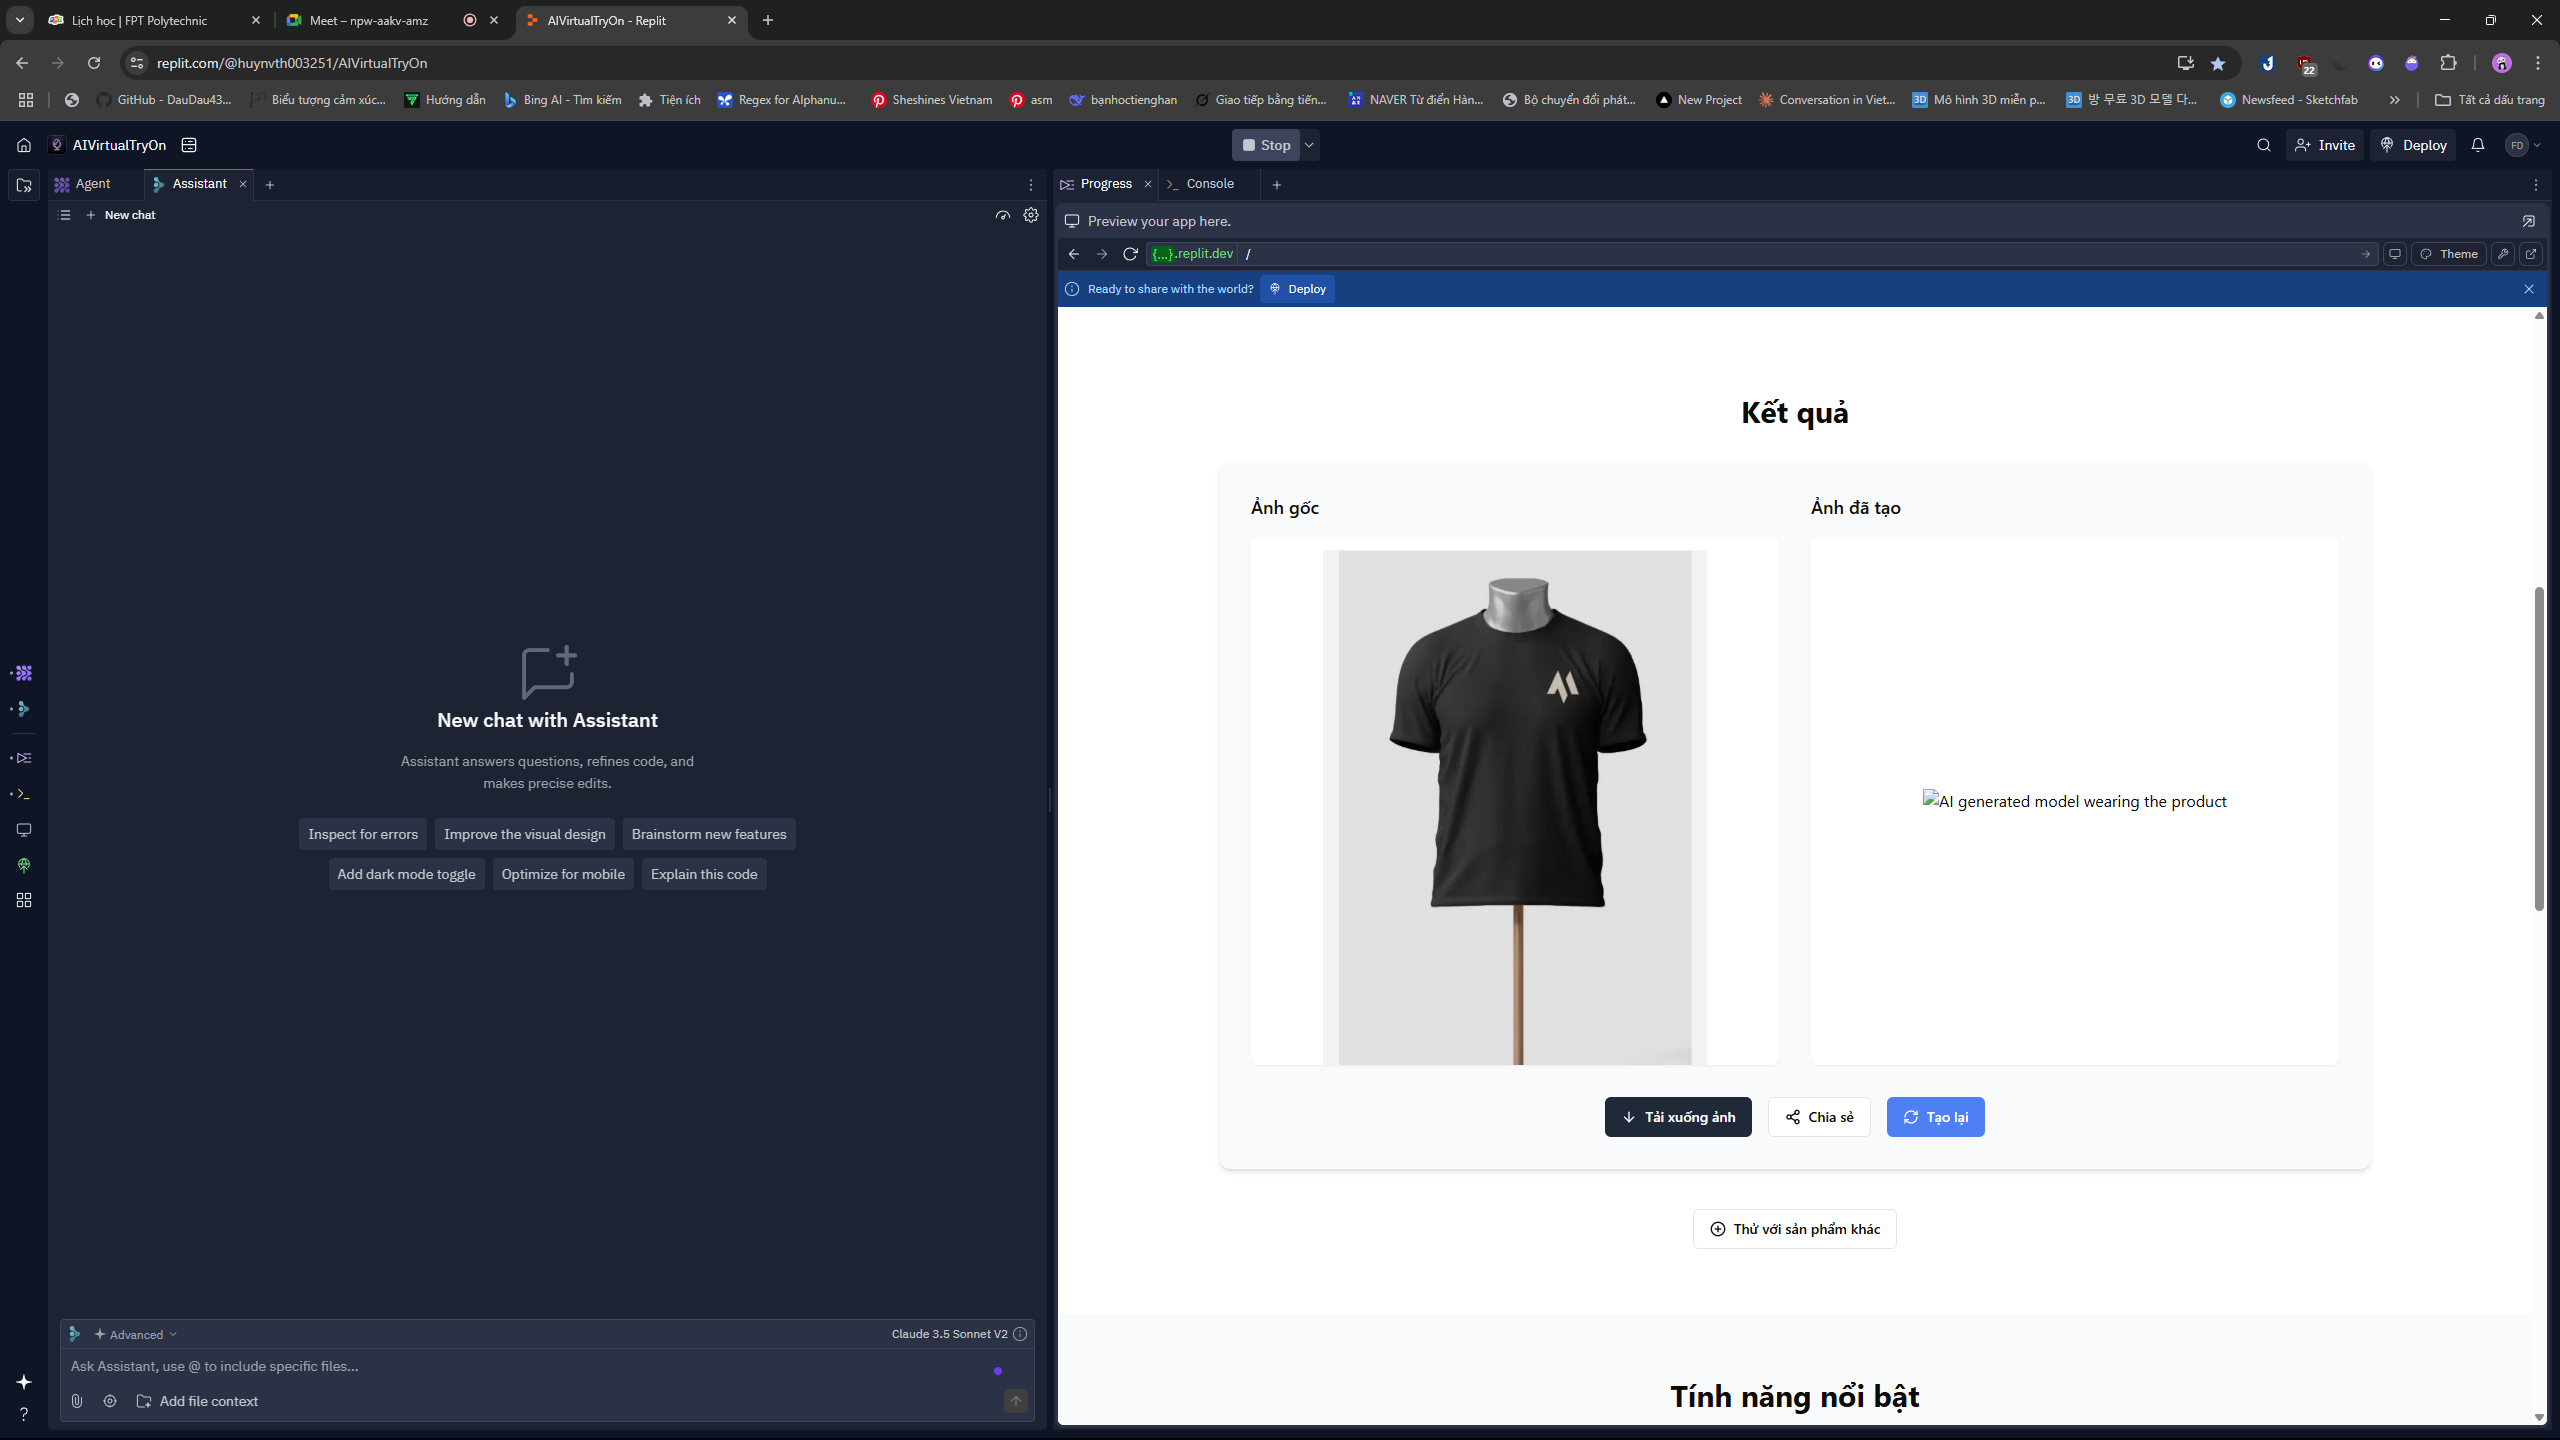 Lịch học | FPT Polytechnic
Meet – npw-aakv-amz
AIVirtualTryOn - Replit
replit.com/@huynvth003251/AIVirtualTryOn
22
GitHub - DauDau43...
Biểu tượng cảm xúc...
Hướng dẫn
Bing AI - Tìm kiếm
Tiện ích
Regex for Alphanu...
Sheshines Vietnam
asm
bạnhoctienghan
Giao tiếp bằng tiến...
NAVER Từ điển Hàn...
Bộ chuyển đổi phát...
New Project
Conversation in Viet...
3D Mô hình 3D miễn p...
3D 방 무료 3D 모델 다...
Newsfeed - Sketchfab
Tất cả dấu trang
AIVirtualTryOn
Stop
Invite
Deploy
FD
Agent
Assistant
Progress
Console
New chat
Preview your app here.
{...}.replit.dev
/
Theme
Ready to share with the world?
Deploy
Kết quả
Ảnh gốc
Ảnh đã tạo
AI generated model wearing the product
Tải xuống ảnh
Chia sẻ
Tạo lại
Thử với sản phẩm khác
Tính năng nổi bật
New chat with Assistant
Assistant answers questions, refines code, and
makes precise edits.
Inspect for errors
Improve the visual design
Brainstorm new features
Add dark mode toggle
Optimize for mobile
Explain this code
Advanced
Claude 3.5 Sonnet V2
Ask Assistant, use @ to include specific files...
Add file context